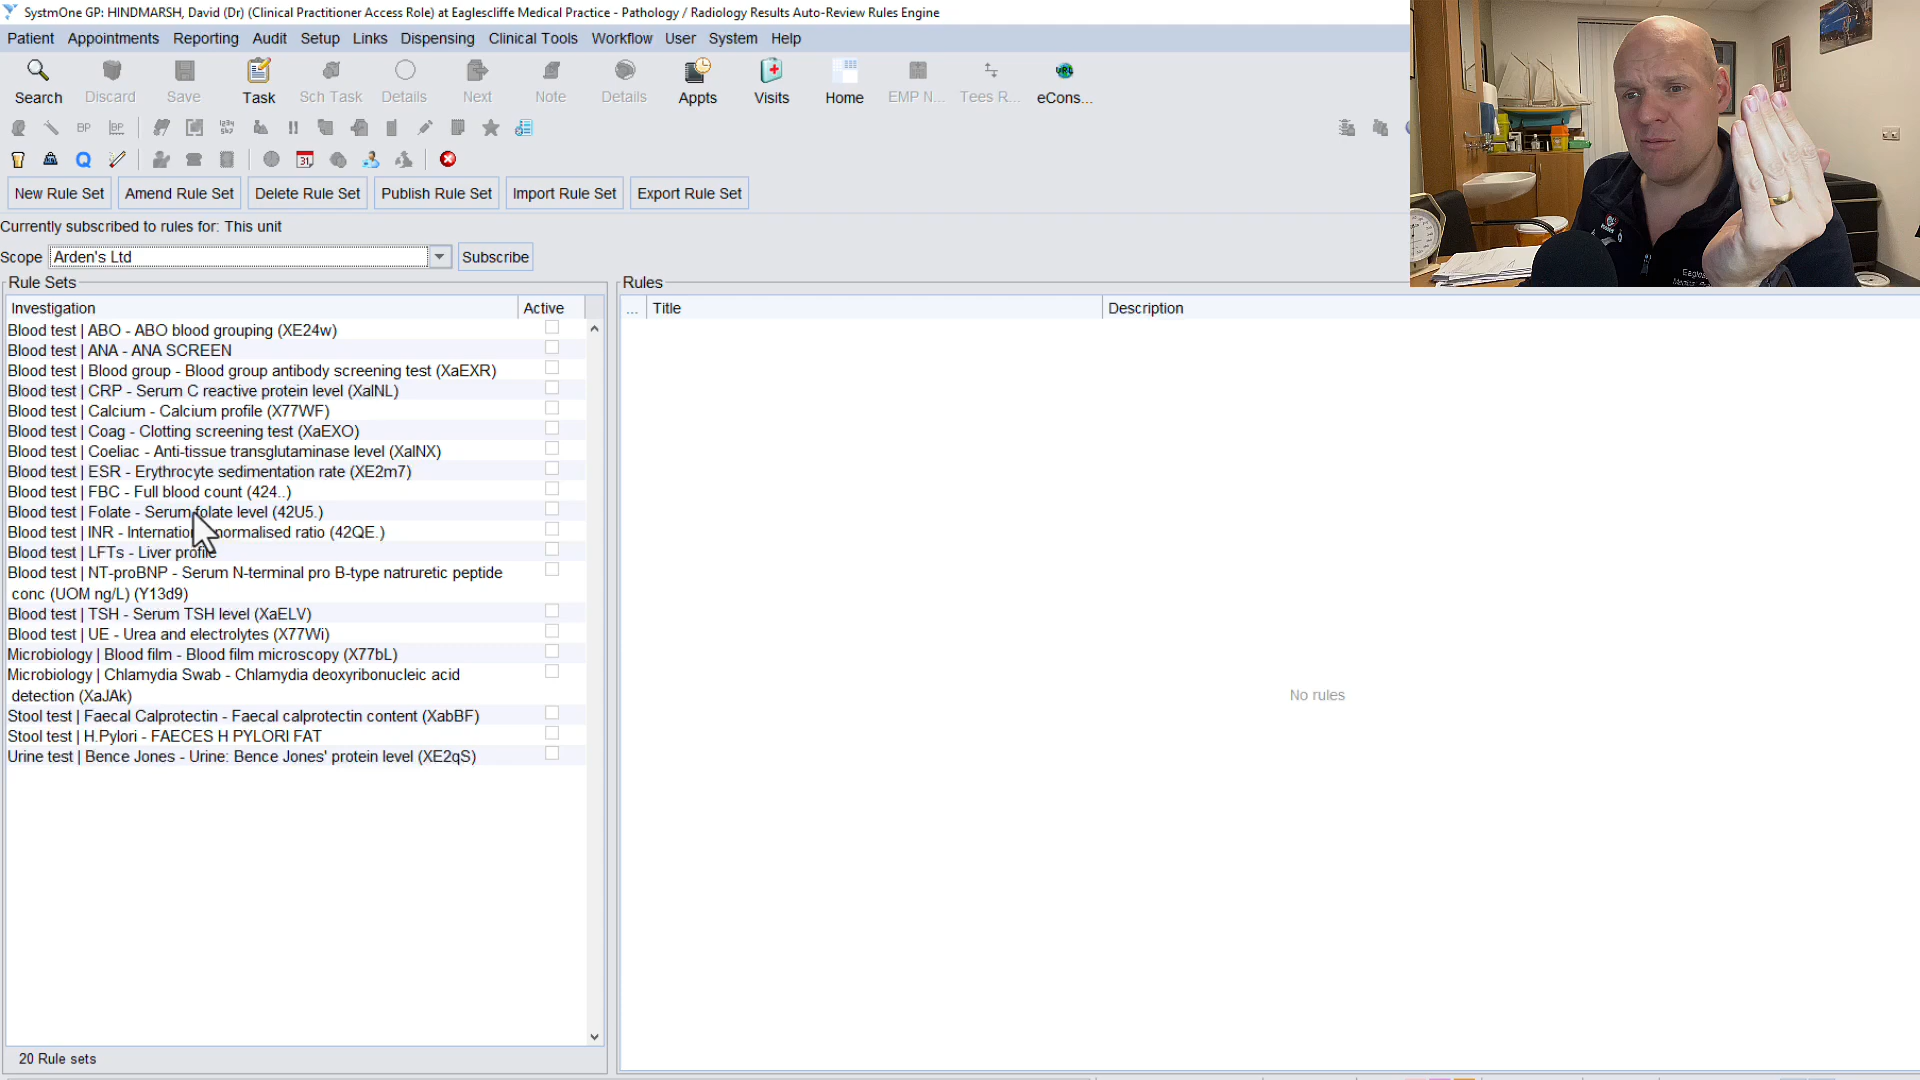 SystmOne GP: HINDMARSH, David (Dr) (Clinical Practitioner Access Role) at Eaglescliffe Medical Practice - Pathology / Radiology Results Auto-Review Rules Engine
Patient Appointments Reporting Audit Setup Links Dispensing Clinical Tools Workflow User System Help
Search Discard Save Task Sch Task Details Next Note Details Appts Visits Home EMP N... Tees R... eCons...
New Rule Set Amend Rule Set Delete Rule Set Publish Rule Set Import Rule Set Export Rule Set
Currently subscribed to rules for: This unit
Scope Arden's Ltd Subscribe
Rule Sets Rules
Investigation Active ... Title Description
Blood test | ABO - ABO blood grouping (XE24w)
Blood test | ANA - ANA SCREEN
Blood test | Blood group - Blood group antibody screening test (XaEXR)
Blood test | CRP - Serum C reactive protein level (XaINL)
Blood test | Calcium - Calcium profile (X77WF)
Blood test | Coag - Clotting screening test (XaEXO)
Blood test | Coeliac - Anti-tissue transglutaminase level (XaINX)
Blood test | ESR - Erythrocyte sedimentation rate (XE2m7)
Blood test | FBC - Full blood count (424..)
Blood test | Folate - Serum folate level (42U5.)
Blood test | INR - Internation normalised ratio (42QE.)
Blood test | LFTs - Liver profile
Blood test | NT-proBNP - Serum N-terminal pro B-type natruretic peptide
conc (UOM ng/L) (Y13d9)
Blood test | TSH - Serum TSH level (XaELV)
Blood test | UE - Urea and electrolytes (X77Wi)
Microbiology | Blood film - Blood film microscopy (X77bL)
Microbiology | Chlamydia Swab - Chlamydia deoxyribonucleic acid
detection (XaJAk)
Stool test | Faecal Calprotectin - Faecal calprotectin content (XabBF)
Stool test | H.Pylori - FAECES H PYLORI FAT
Urine test | Bence Jones - Urine: Bence Jones' protein level (XE2qS)
No rules
20 Rule sets